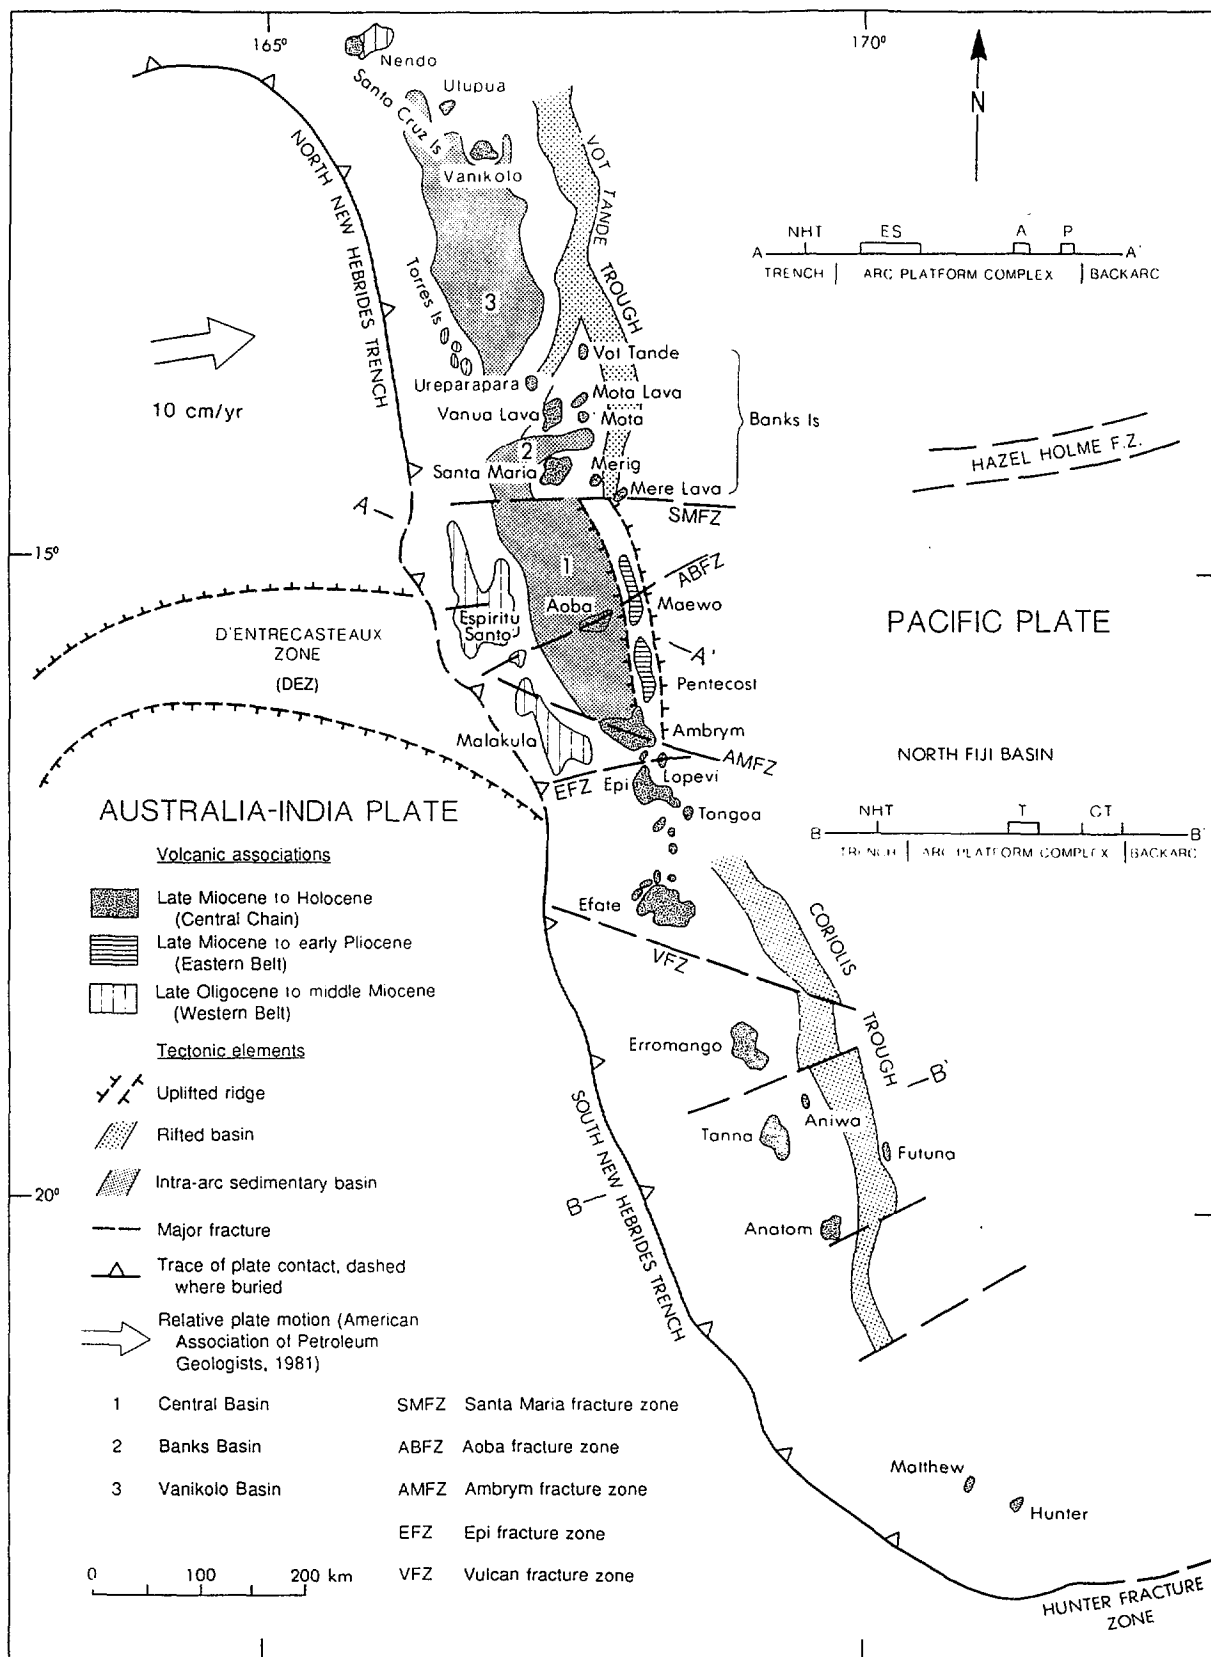 165°
170°
Nendo
Santa Cruz Is
Utupua
N
Vanikolo
VOT TANDE TROUGH
NORTH NEW HEBRIDES TRENCH
NHT ES A P
A A'
TRENCH ARC PLATFORM COMPLEX BACKARC
Torres Is
3
10 cm/yr
Vot Tande
Ureparapara
Mota Lava
Vanua Lava
Mota
Banks Is
2
Santa Maria
Merig
Mere Lava
HAZEL HOLME F.Z.
SMFZ
A
15°
1
ABFZ
Aoba
Maewo
Espiritu
Santo
D'ENTRECASTEAUX
ZONE
(DEZ)
PACIFIC PLATE
A'
Pentecost
Malakula
Ambrym
AMFZ
NORTH FIJI BASIN
EFZ
Epi
Lopevi
Tongoa
AUSTRALIA-INDIA PLATE
NHT T CT
B B'
TRENCH ARC PLATFORM COMPLEX BACKARC
Volcanic associations
Late Miocene to Holocene
(Central Chain)
Late Miocene to early Pliocene
(Eastern Belt)
Late Oligocene to middle Miocene
(Western Belt)
Efate
VFZ
CORIOLIS TROUGH
Erromango
B'
Tectonic elements
Uplifted ridge
Rifted basin
Intra-arc sedimentary basin
Major fracture
Trace of plate contact, dashed
where buried
Relative plate motion (American
Association of Petroleum
Geologists, 1981)
SOUTH NEW HEBRIDES TRENCH
Aniwa
Tanna
Futuna
20°
B
Anatom
1 Central Basin
2 Banks Basin
3 Vanikolo Basin
SMFZ Santa Maria fracture zone
ABFZ Aoba fracture zone
AMFZ Ambrym fracture zone
EFZ Epi fracture zone
VFZ Vulcan fracture zone
Matthew
Hunter
0 100 200 km
HUNTER FRACTURE
ZONE